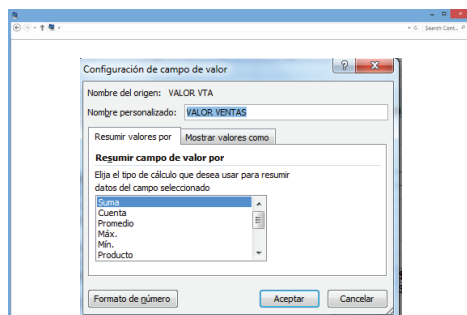 Search Cont...
Configuración de campo de valor
Nombre del origen: VALOR VTA
Nombre personalizado: VALOR VENTAS
Resumir valores por Mostrar valores como
Resumir campo de valor por
Elija el tipo de cálculo que desea usar para resumir
datos del campo seleccionado
Suma
Cuenta
Promedio
Máx.
Mín.
Producto
Formato de número Aceptar Cancelar